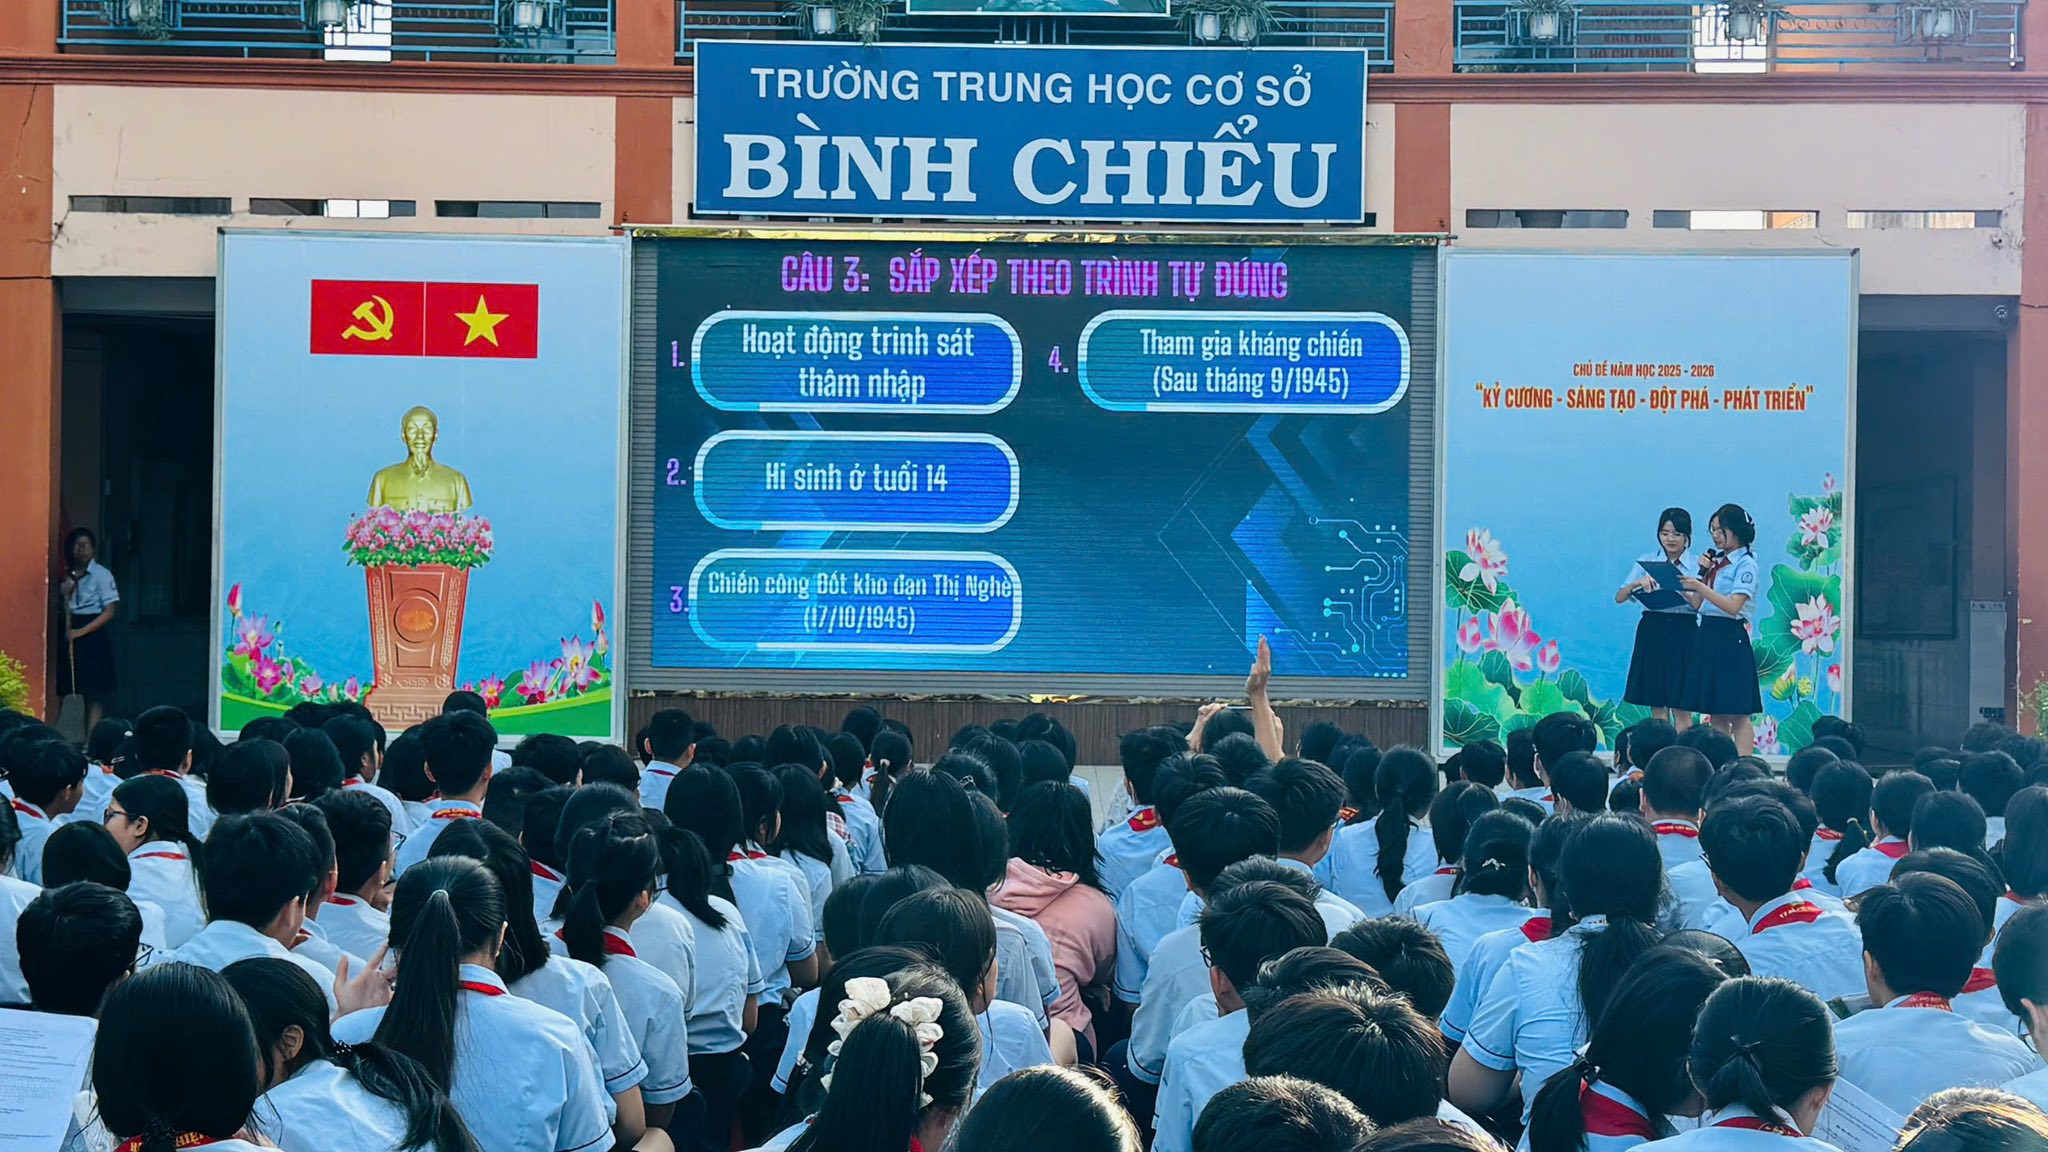 TRƯỜNG TRUNG HỌC CƠ SỞ
BÌNH CHIỂU
CÂU 3: SẮP XẾP THEO TRÌNH TỰ ĐÚNG
1. Hoạt động trinh sát
thâm nhập
2. Hi sinh ở tuổi 14
3. Chiến công Đốt kho đạn Thị Nghè
(17/10/1945)
4. Tham gia kháng chiến
(Sau tháng 9/1945)
CHỦ ĐỀ NĂM HỌC 2025 - 2026
“KỶ CƯƠNG - SÁNG TẠO - ĐỘT PHÁ - PHÁT TRIỂN”